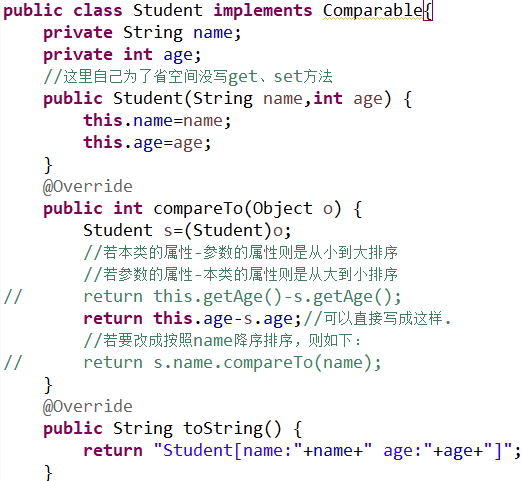 public class Student implements Comparable{
    private String name;
    private int age;
    //这里自己为了省空间没写get、set方法
    public Student(String name,int age) {
        this.name=name;
        this.age=age;
    }
    @Override
    public int compareTo(Object o) {
        Student s=(Student)o;
        //若本类的属性-参数的属性则是从小到大排序
        //若参数的属性-本类的属性则是从大到小排序
//      return this.getAge()-s.getAge();
        return this.age-s.age;//可以直接写成这样.
        //若要改成按照name降序排序，则如下：
//      return s.name.compareTo(name);
    }
    @Override
    public String toString() {
        return "Student[name:"+name+" age:"+age+"]";
    }